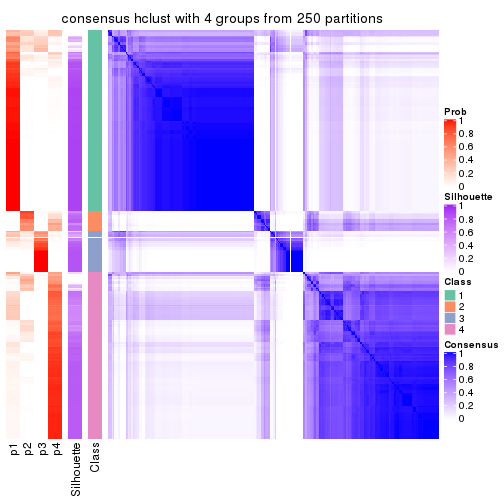 consensus hclust with 4 groups from 250 partitions
Prob
1
0.8
0.6
0.4
0.2
0
Silhouette
1
0.8
0.6
0.4
0.2
0
Class
1
2
3
4
Consensus
1
0.8
0.6
0.4
0.2
0
p1
p2
p3
p4
Silhouette
Class